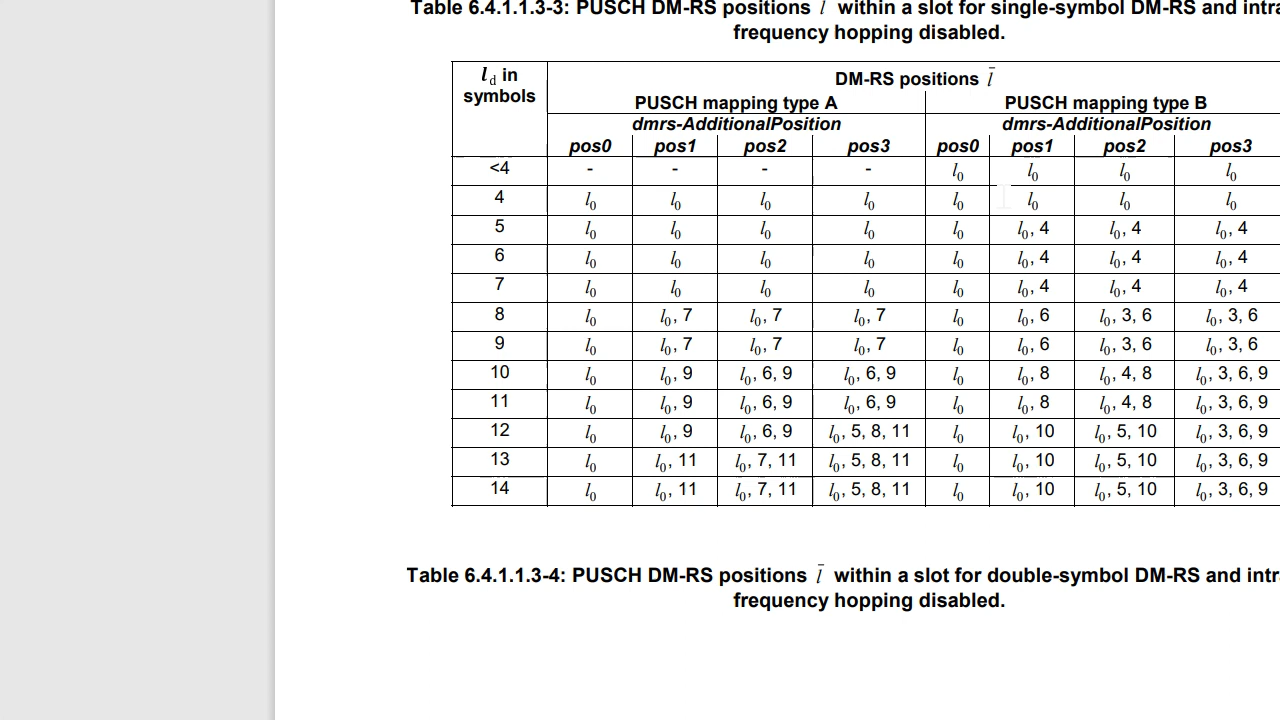 Table 6.4.1.1.3-3: PUSCH DM-RS positions l̄ within a slot for single-symbol DM-RS and intra
frequency hopping disabled.
l_d in symbols DM-RS positions l̄
PUSCH mapping type A PUSCH mapping type B
dmrs-AdditionalPosition dmrs-AdditionalPosition
pos0 pos1 pos2 pos3 pos0 pos1 pos2 pos3
<4 - - - - l₀ l₀ l₀ l₀
4 l₀ l₀ l₀ l₀ l₀ l₀ l₀ l₀
5 l₀ l₀ l₀ l₀ l₀ l₀, 4 l₀, 4 l₀, 4
6 l₀ l₀ l₀ l₀ l₀ l₀, 4 l₀, 4 l₀, 4
7 l₀ l₀ l₀ l₀ l₀ l₀, 4 l₀, 4 l₀, 4
8 l₀ l₀, 7 l₀, 7 l₀, 7 l₀ l₀, 6 l₀, 3, 6 l₀, 3, 6
9 l₀ l₀, 7 l₀, 7 l₀, 7 l₀ l₀, 6 l₀, 3, 6 l₀, 3, 6
10 l₀ l₀, 9 l₀, 6, 9 l₀, 6, 9 l₀ l₀, 8 l₀, 4, 8 l₀, 3, 6, 9
11 l₀ l₀, 9 l₀, 6, 9 l₀, 6, 9 l₀ l₀, 8 l₀, 4, 8 l₀, 3, 6, 9
12 l₀ l₀, 9 l₀, 6, 9 l₀, 5, 8, 11 l₀ l₀, 10 l₀, 5, 10 l₀, 3, 6, 9
13 l₀ l₀, 11 l₀, 7, 11 l₀, 5, 8, 11 l₀ l₀, 10 l₀, 5, 10 l₀, 3, 6, 9
14 l₀ l₀, 11 l₀, 7, 11 l₀, 5, 8, 11 l₀ l₀, 10 l₀, 5, 10 l₀, 3, 6, 9
Table 6.4.1.1.3-4: PUSCH DM-RS positions l̄ within a slot for double-symbol DM-RS and intr
frequency hopping disabled.